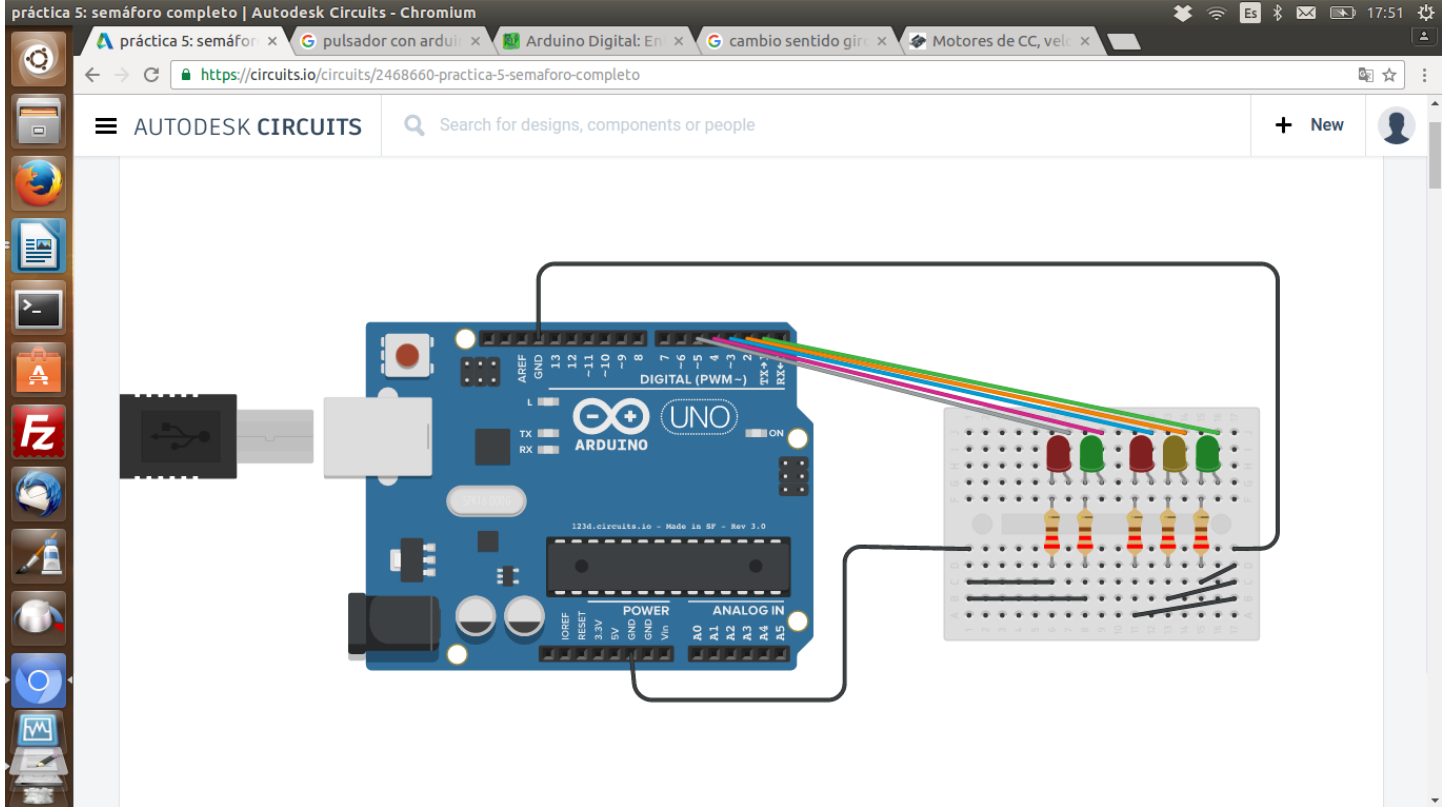 práctica 5: semáforo completo | Autodesk Circuits - Chromium
Es
17:51
práctica 5: semáfor
pulsador con ardui
Arduino Digital: En
cambio sentido giro
Motores de CC, velo
https://circuits.io/circuits/2468660-practica-5-semaforo-completo
AUTODESK CIRCUITS
Search for designs, components or people
+ New
AREF
GND
13
12
~11
~10
~9
8
7
~6
~5
4
~3
2
TX→1
RX←
DIGITAL (PWM~)
L
TX
RX
ARDUINO
UNO
ON
123d.circuits.io - Made in SF - Rev 3.0
POWER
ANALOG IN
IOREF
RESET
3.3V
5V
GND
GND
Vin
A0
A1
A2
A3
A4
A5